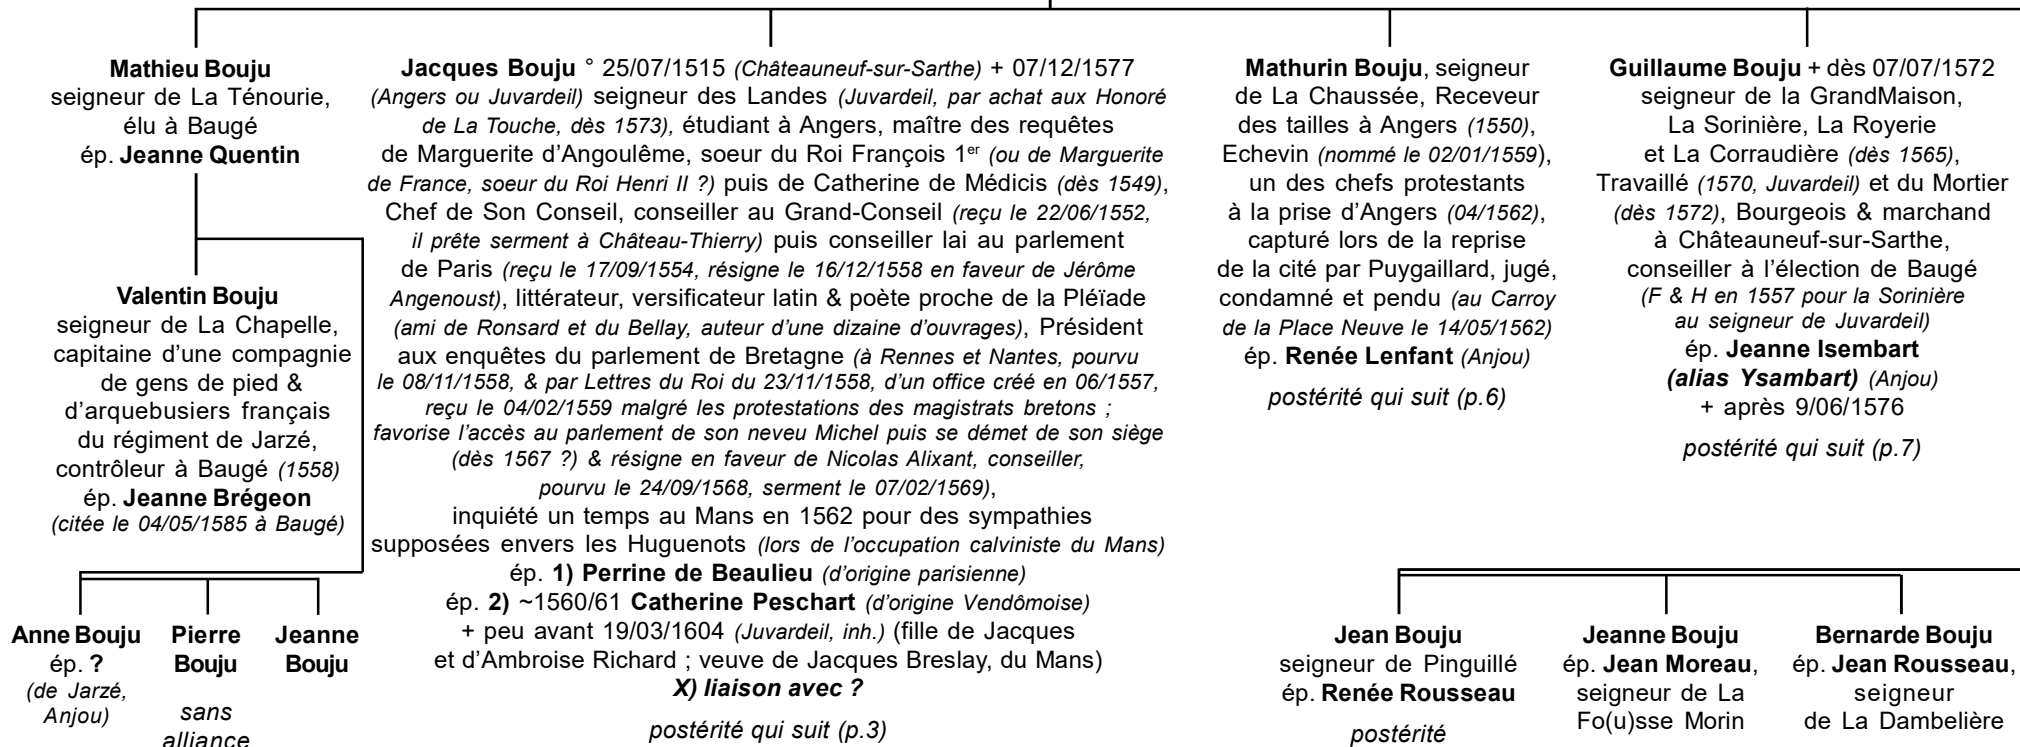 Mathieu Bouju
seigneur de La Ténourie,
élu à Baugé
ép. Jeanne Quentin
Valentin Bouju
seigneur de La Chapelle,
capitaine d'une compagnie
de gens de pied &
d'arquebusiers français
du régiment de Jarzé,
contrôleur à Baugé (1558)
ép. Jeanne Brégeon
(citée le 04/05/1585 à Baugé)
Anne Bouju
ép. ?
(de Jarzé,
Anjou)
Pierre
Bouju
sans
alliance
Jeanne
Bouju
Jacques Bouju ° 25/07/1515 (Châteauneuf-sur-Sarthe) + 07/12/1577
(Angers ou Juvardeil) seigneur des Landes (Juvardeil, par achat aux Honoré
de La Touche, dès 1573), étudiant à Angers, maître des requêtes
de Marguerite d'Angoulême, soeur du Roi François 1er (ou de Marguerite
de France, soeur du Roi Henri II ?) puis de Catherine de Médicis (dès 1549),
Chef de Son Conseil, conseiller au Grand-Conseil (reçu le 22/06/1552,
il prête serment à Château-Thierry) puis conseiller lai au parlement
de Paris (reçu le 17/09/1554, résigne le 16/12/1558 en faveur de Jérôme
Angenoust), littérateur, versificateur latin & poète proche de la Pléïade
(ami de Ronsard et du Bellay, auteur d'une dizaine d'ouvrages), Président
aux enquêtes du parlement de Bretagne (à Rennes et Nantes, pourvu
le 08/11/1558, & par Lettres du Roi du 23/11/1558, d'un office créé en 06/1557,
reçu le 04/02/1559 malgré les protestations des magistrats bretons ;
favorise l'accès au parlement de son neveu Michel puis se démet de son siège
(dès 1567 ?) & résigne en faveur de Nicolas Alixant, conseiller,
pourvu le 24/09/1568, serment le 07/02/1569),
inquiété un temps au Mans en 1562 pour des sympathies
supposées envers les Huguenots (lors de l'occupation calviniste du Mans)
ép. 1) Perrine de Beaulieu (d'origine parisienne)
ép. 2) ~1560/61 Catherine Peschart (d'origine Vendômoise)
+ peu avant 19/03/1604 (Juvardeil, inh.) (fille de Jacques
et d'Ambroise Richard ; veuve de Jacques Breslay, du Mans)
X) liaison avec ?
postérité qui suit (p.3)
Mathurin Bouju, seigneur
de La Chaussée, Receveur
des tailles à Angers (1550),
Echevin (nommé le 02/01/1559),
un des chefs protestants
à la prise d'Angers (04/1562),
capturé lors de la reprise
de la cité par Puygaillard, jugé,
condamné et pendu (au Carroy
de la Place Neuve le 14/05/1562)
ép. Renée Lenfant (Anjou)
postérité qui suit (p.6)
Guillaume Bouju + dès 07/07/1572
seigneur de la GrandMaison,
La Sorinière, La Royerie
et La Corraudière (dès 1565),
Travaillé (1570, Juvardeil) et du Mortier
(dès 1572), Bourgeois & marchand
à Châteauneuf-sur-Sarthe,
conseiller à l'élection de Baugé
(F & H en 1557 pour la Sorinière
au seigneur de Juvardeil)
ép. Jeanne Isembart
(alias Ysambart) (Anjou)
+ après 9/06/1576
postérité qui suit (p.7)
Jean Bouju
seigneur de Pinguillé
ép. Renée Rousseau
postérité
Jeanne Bouju
ép. Jean Moreau,
seigneur de La
Fo(u)sse Morin
Bernarde Bouju
ép. Jean Rousseau,
seigneur
de La Dambelière